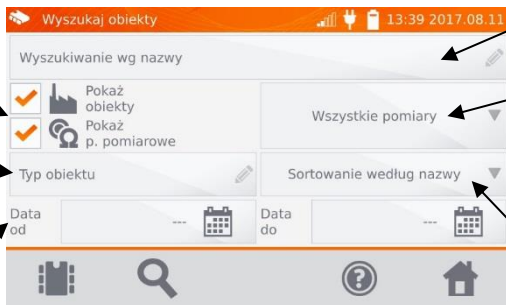 Wyszukaj obiekty
13:39 2017.08.11
Wyszukiwanie wg nazwy
Pokaż
obiekty
Pokaż
p. pomiarowe
Wszystkie pomiary
Typ obiektu
Sortowanie według nazwy
Data
od
---
Data
do
---